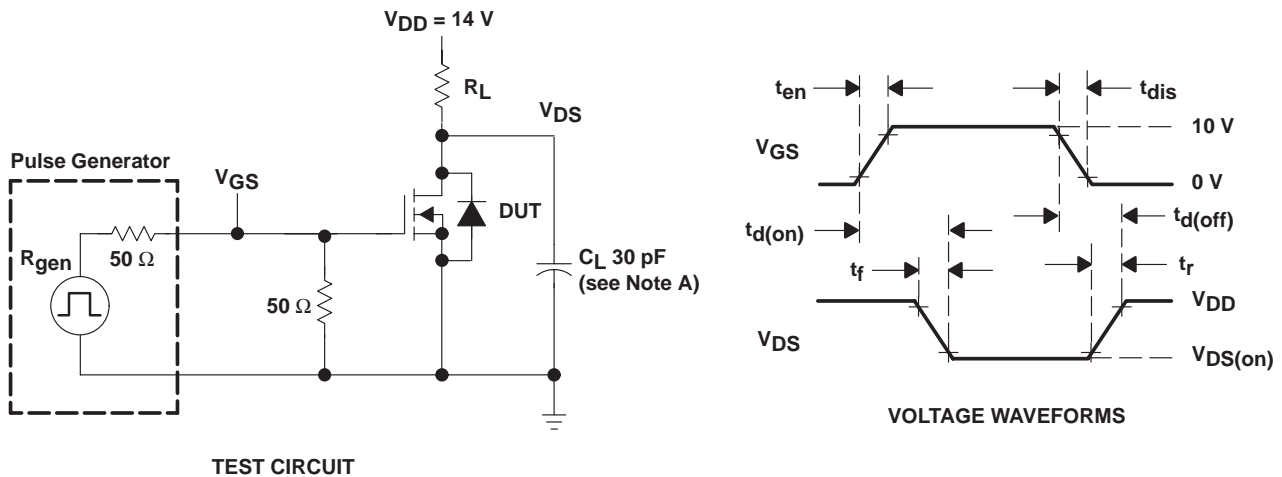 VDD = 14 V
RL
VDS
Pulse Generator
VGS
DUT
Rgen
50 Ω
50 Ω
CL 30 pF
(see Note A)
TEST CIRCUIT
ten
tdis
VGS
10 V
0 V
td(on)
td(off)
tf
tr
VDS
VDD
VDS(on)
VOLTAGE WAVEFORMS